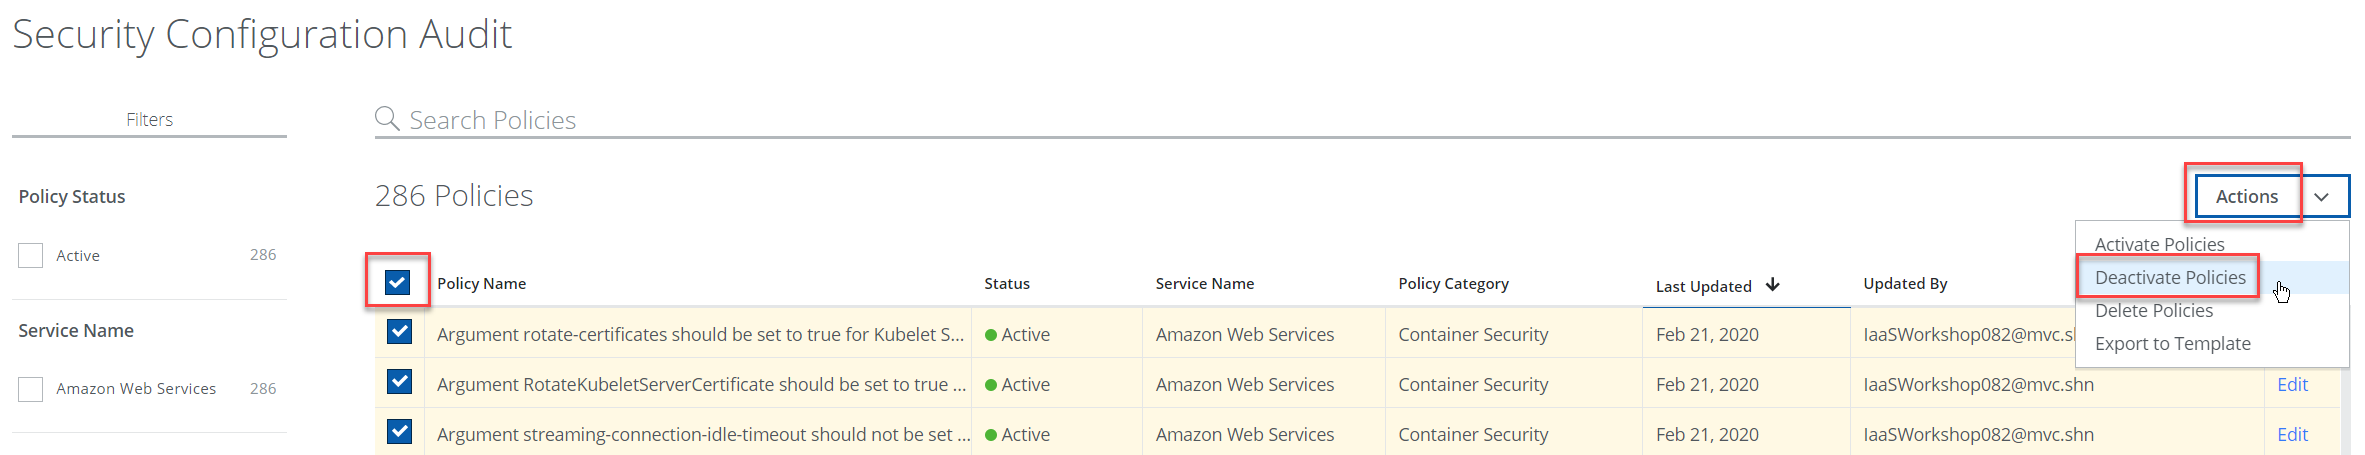 Security Configuration Audit
Filters
Search Policies
Policy Status
286 Policies
Actions
Active 286
Activate Policies
Deactivate Policies
Delete Policies
Export to Template
Policy Name Status Service Name Policy Category Last Updated Updated By
Service Name
Argument rotate-certificates should be set to true for Kubelet S... Active Amazon Web Services Container Security Feb 21, 2020 IaaSWorkshop082@mvc.shn
Amazon Web Services 286
Argument RotateKubeletServerCertificate should be set to true ... Active Amazon Web Services Container Security Feb 21, 2020 IaaSWorkshop082@mvc.shn Edit
Argument streaming-connection-idle-timeout should not be set ... Active Amazon Web Services Container Security Feb 21, 2020 IaaSWorkshop082@mvc.shn Edit